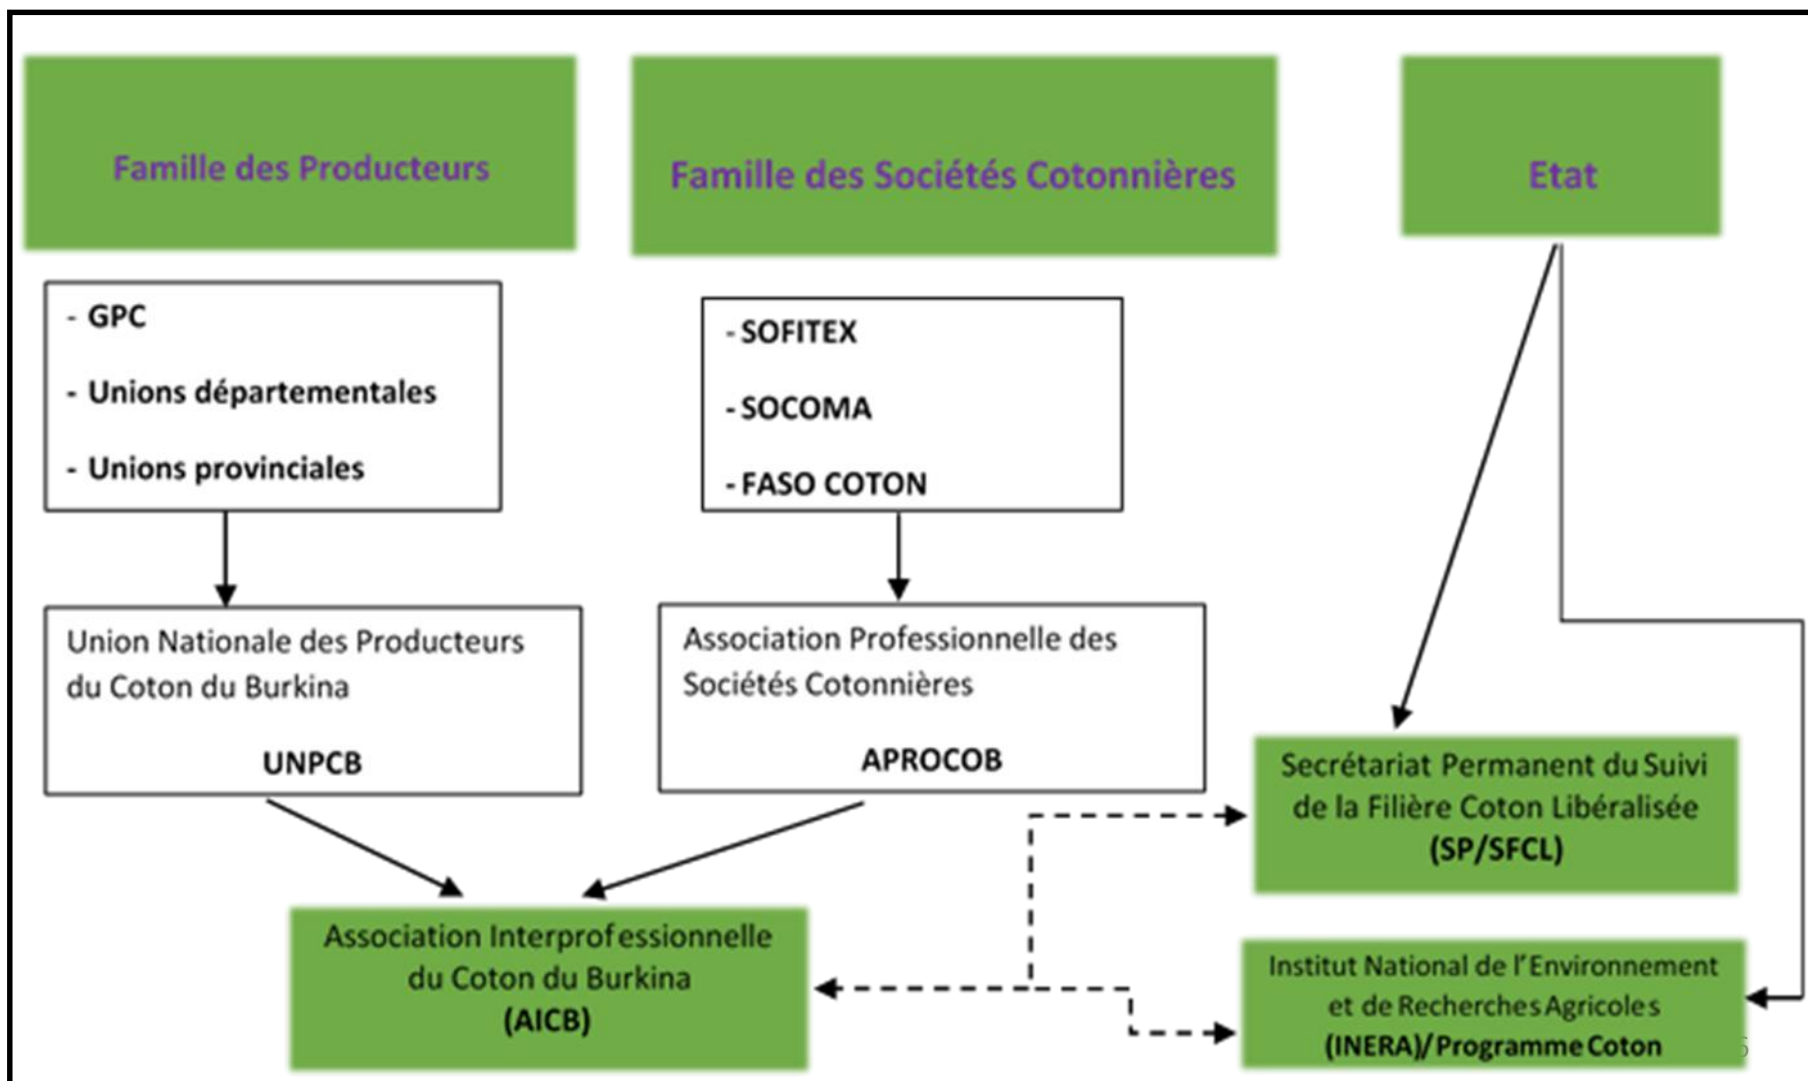 Famille des Producteurs
Famille des Sociétés Cotonnières
Etat
- GPC
- Unions départementales
- Unions provinciales
- SOFITEX
- SOCOMA
- FASO COTON
Union Nationale des Producteurs
du Coton du Burkina
UNPCB
Association Professionnelle des
Sociétés Cotonnières
APROCOB
Secrétariat Permanent du Suivi
de la Filière Coton Libéralisée
(SP/SFCL)
Association Interprofessionnelle
du Coton du Burkina
(AICB)
Institut National de l'Environnement
et de Recherches Agricoles
(INERA)/Programme Coton